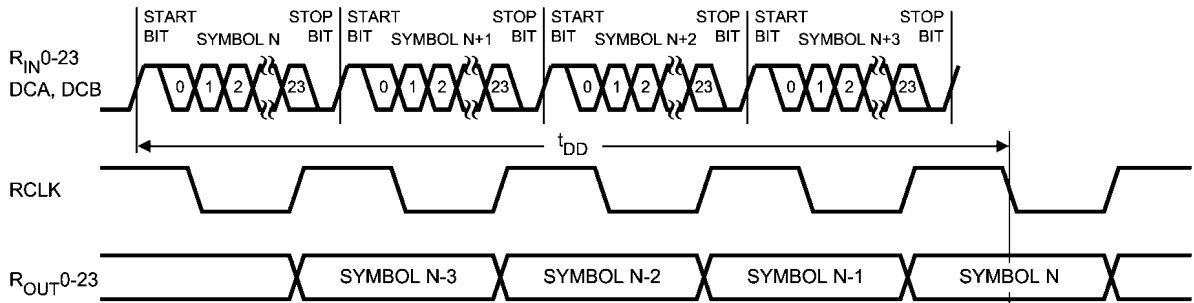 START STOP START STOP START STOP START STOP
BIT SYMBOL N BIT BIT SYMBOL N+1 BIT BIT SYMBOL N+2 BIT BIT SYMBOL N+3 BIT
RIN0-23
DCA, DCB
0 1 2 23 0 1 2 23 0 1 2 23 0 1 2 23
tDD
RCLK
ROUT0-23
SYMBOL N-3 SYMBOL N-2 SYMBOL N-1 SYMBOL N